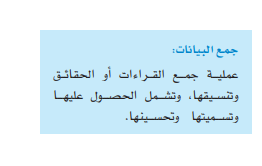 جمع البيانات:
عملية جمع القراءات أو الحقائق
وتنسيقها، وتشمل الحصول عليها
وتسميتها وتحسينها.